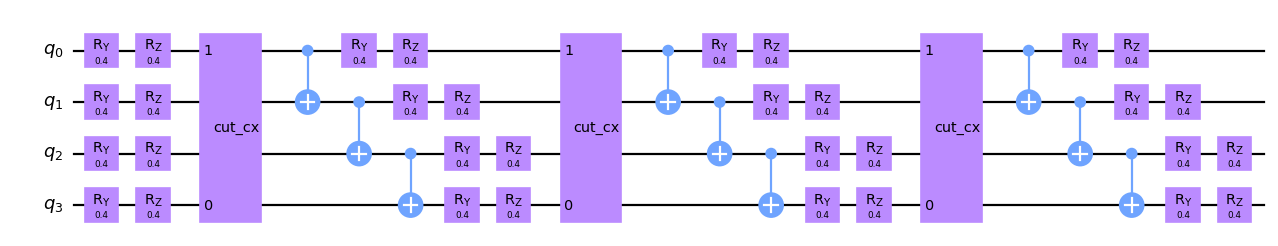 q0 RY 0.4 RZ 0.4 1 RY 0.4 RZ 0.4 1 RY 0.4 RZ 0.4 1 RY 0.4 RZ 0.4
q1 RY 0.4 RZ 0.4 RY 0.4 RZ 0.4 RY 0.4 RZ 0.4 RY 0.4 RZ 0.4
cut_cx cut_cx cut_cx
q2 RY 0.4 RZ 0.4 RY 0.4 RZ 0.4 RY 0.4 RZ 0.4 RY 0.4 RZ 0.4
q3 RY 0.4 RZ 0.4 0 RY 0.4 RZ 0.4 0 RY 0.4 RZ 0.4 0 RY 0.4 RZ 0.4